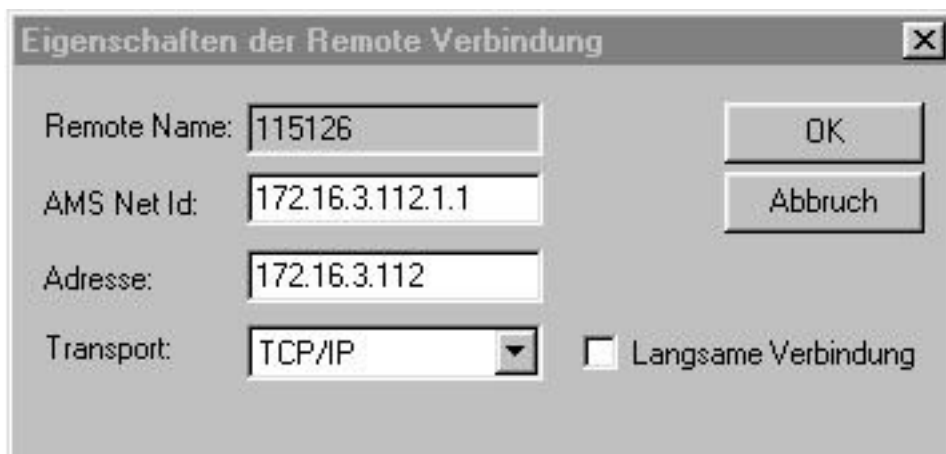 Eigenschaften der Remote Verbindung
Remote Name: 115126
OK
AMS Net Id: 172.16.3.112.1.1
Abbruch
Adresse: 172.16.3.112
Transport: TCP/IP
Langsame Verbindung